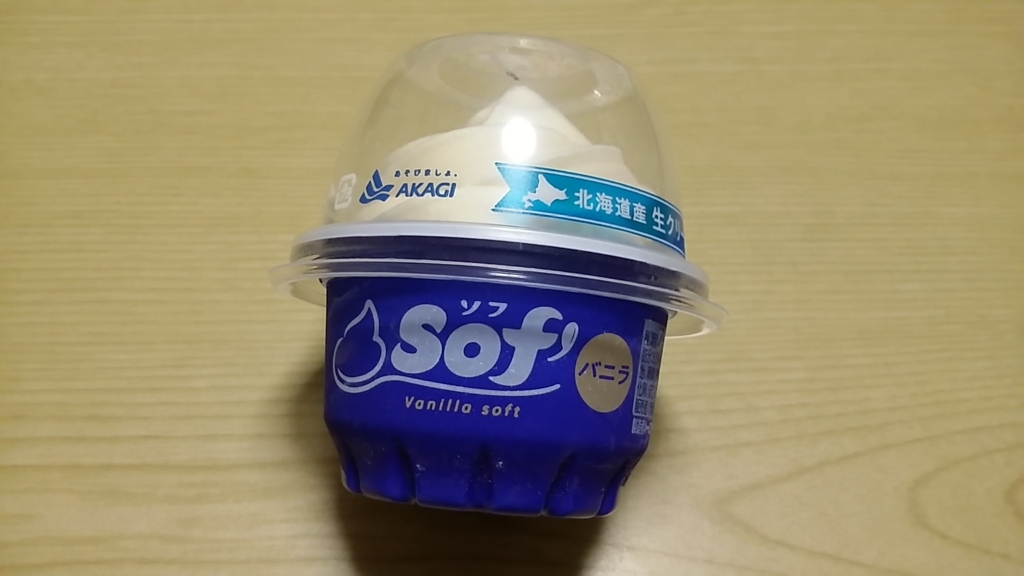 あそびましょ。
AKAGI
北海道産 生クリー
ソフ
Sof'
バニラ
Vanilla soft